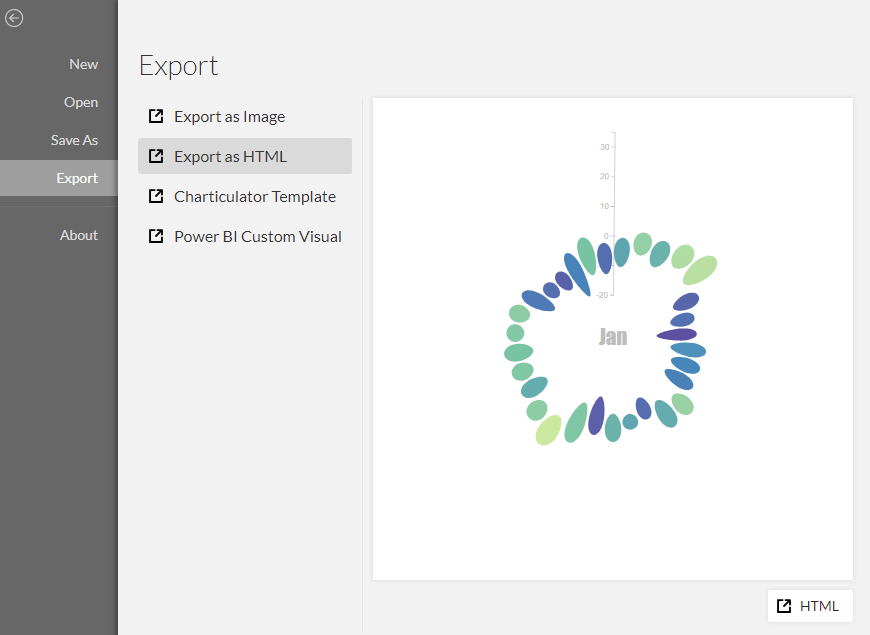 New
Open
Save As
Export
About
Export
Export as Image
Export as HTML
Charticulator Template
Power BI Custom Visual
30
20
10
0
-20
Jan
HTML